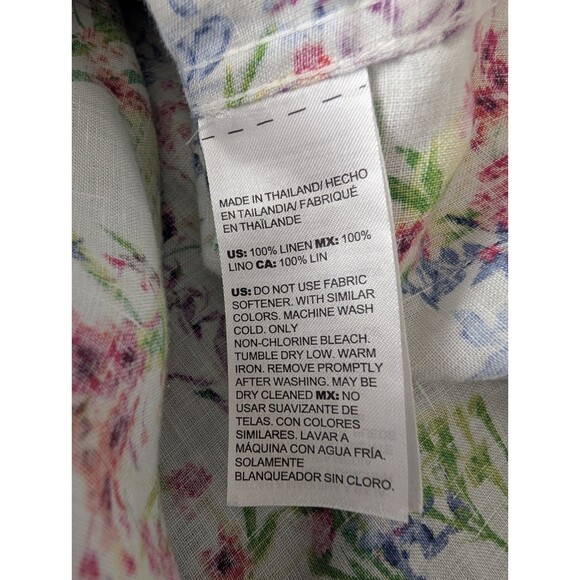 MADE IN THAILAND/ HECHO
EN TAILANDIA/ FABRIQUÉ
EN THAÏLANDE
US: 100% LINEN MX: 100%
LINO CA: 100% LIN
US: DO NOT USE FABRIC
SOFTENER. WITH SIMILAR
COLORS. MACHINE WASH
COLD. ONLY
NON-CHLORINE BLEACH.
TUMBLE DRY LOW. WARM
IRON. REMOVE PROMPTLY
AFTER WASHING. MAY BE
DRY CLEANED MX: NO
USAR SUAVIZANTE DE
TELAS. CON COLORES
SIMILARES. LAVAR A
MÁQUINA CON AGUA FRÍA.
SOLAMENTE
BLANQUEADOR SIN CLORO.